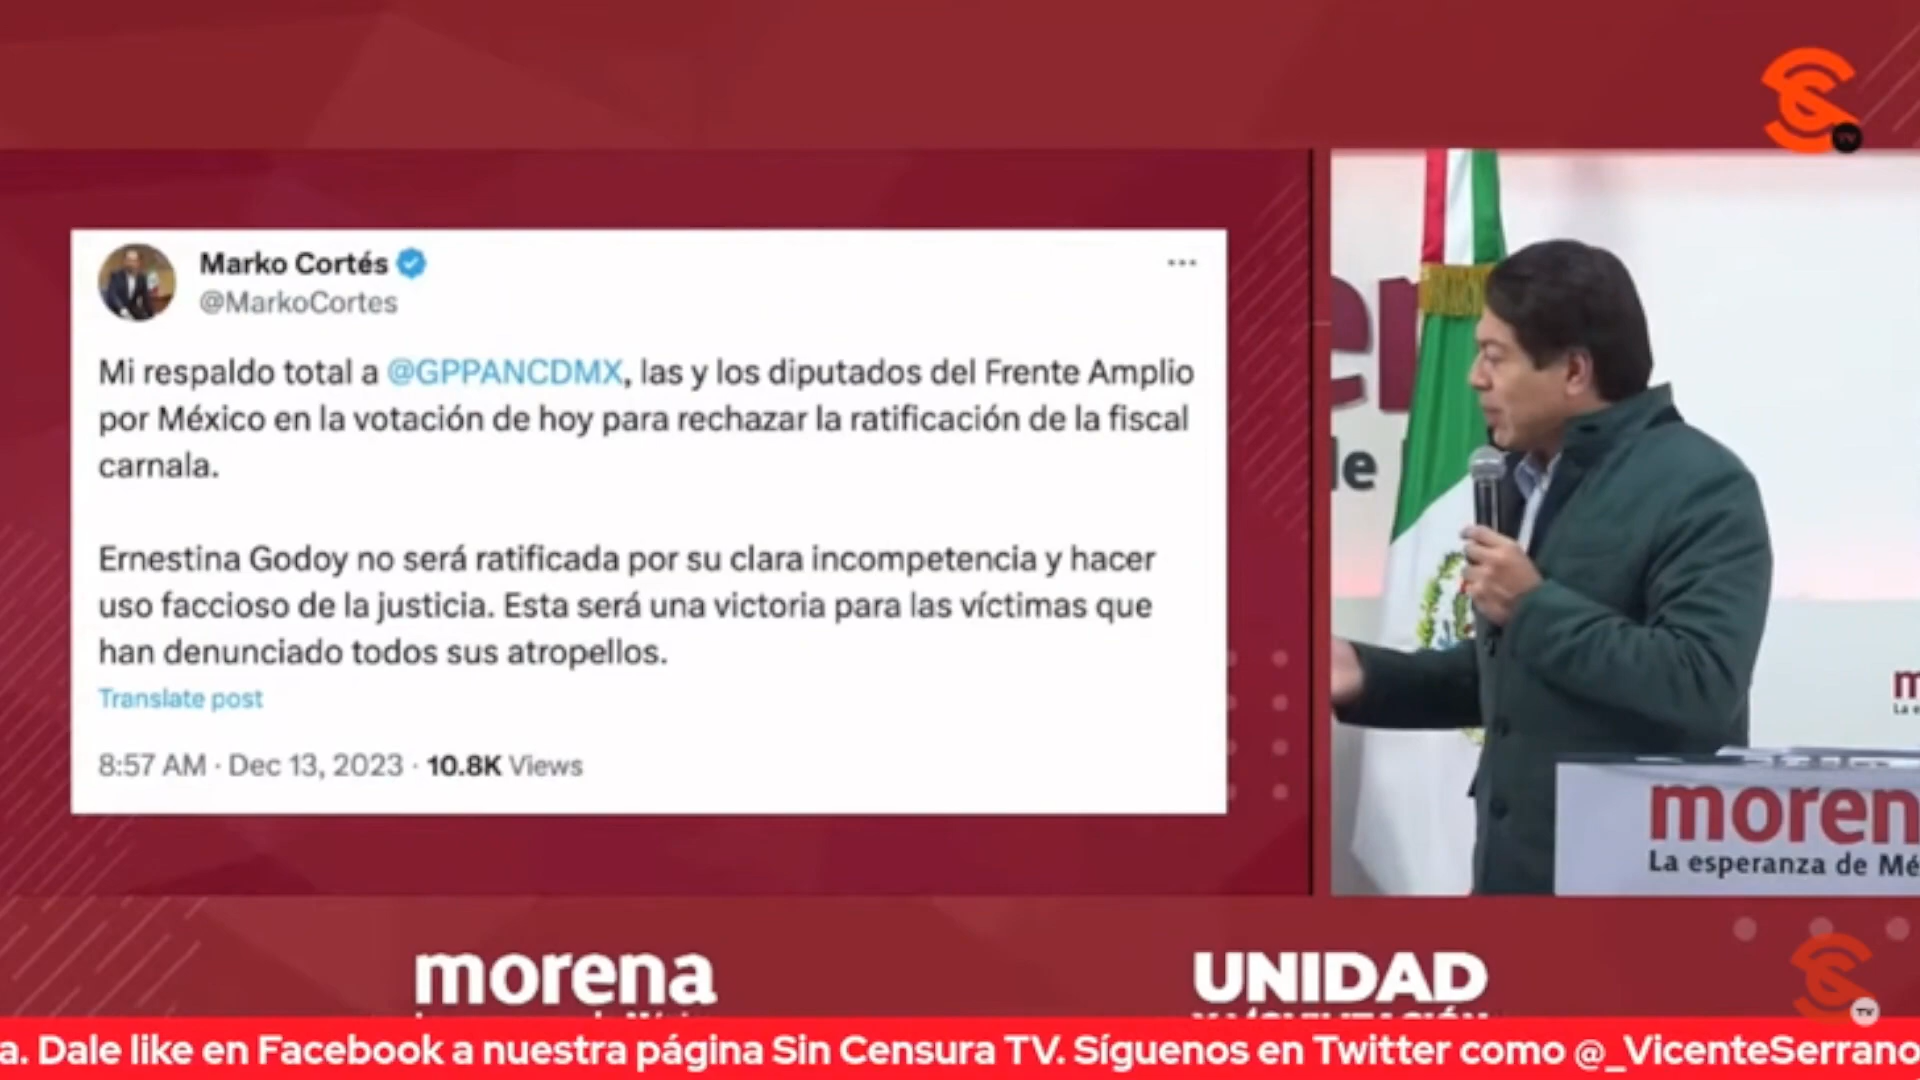 Marko Cortés
@MarkoCortes
Mi respaldo total a @GPPANCDMX, las y los diputados del Frente Amplio
por México en la votación de hoy para rechazar la ratificación de la fiscal
carnala.
Ernestina Godoy no será ratificada por su clara incompetencia y hacer
uso faccioso de la justicia. Esta será una victoria para las víctimas que
han denunciado todos sus atropellos.
Translate post
8:57 AM · Dec 13, 2023 · 10.8K Views
TV
de
moren
La esperanza de Mé
morena
UNIDAD
TV
a. Dale like en Facebook a nuestra página Sin Censura TV. Síguenos en Twitter como @_VicenteSerrano